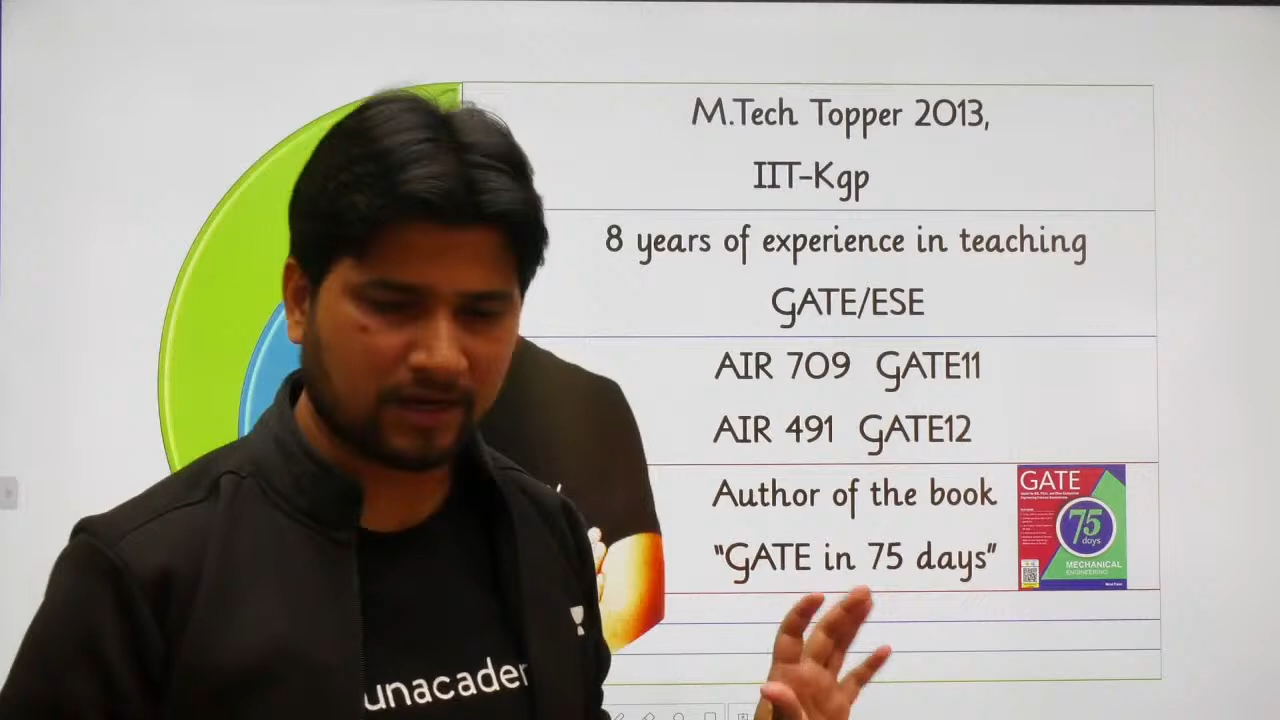 M.Tech Topper 2013,
IIT-Kgp
8 years of experience in teaching
GATE/ESE
AIR 709 GATE11
AIR 491 GATE12
Author of the book
"GATE in 75 days"
GATE
75
days
MECHANICAL
ENGINEERING
unacader